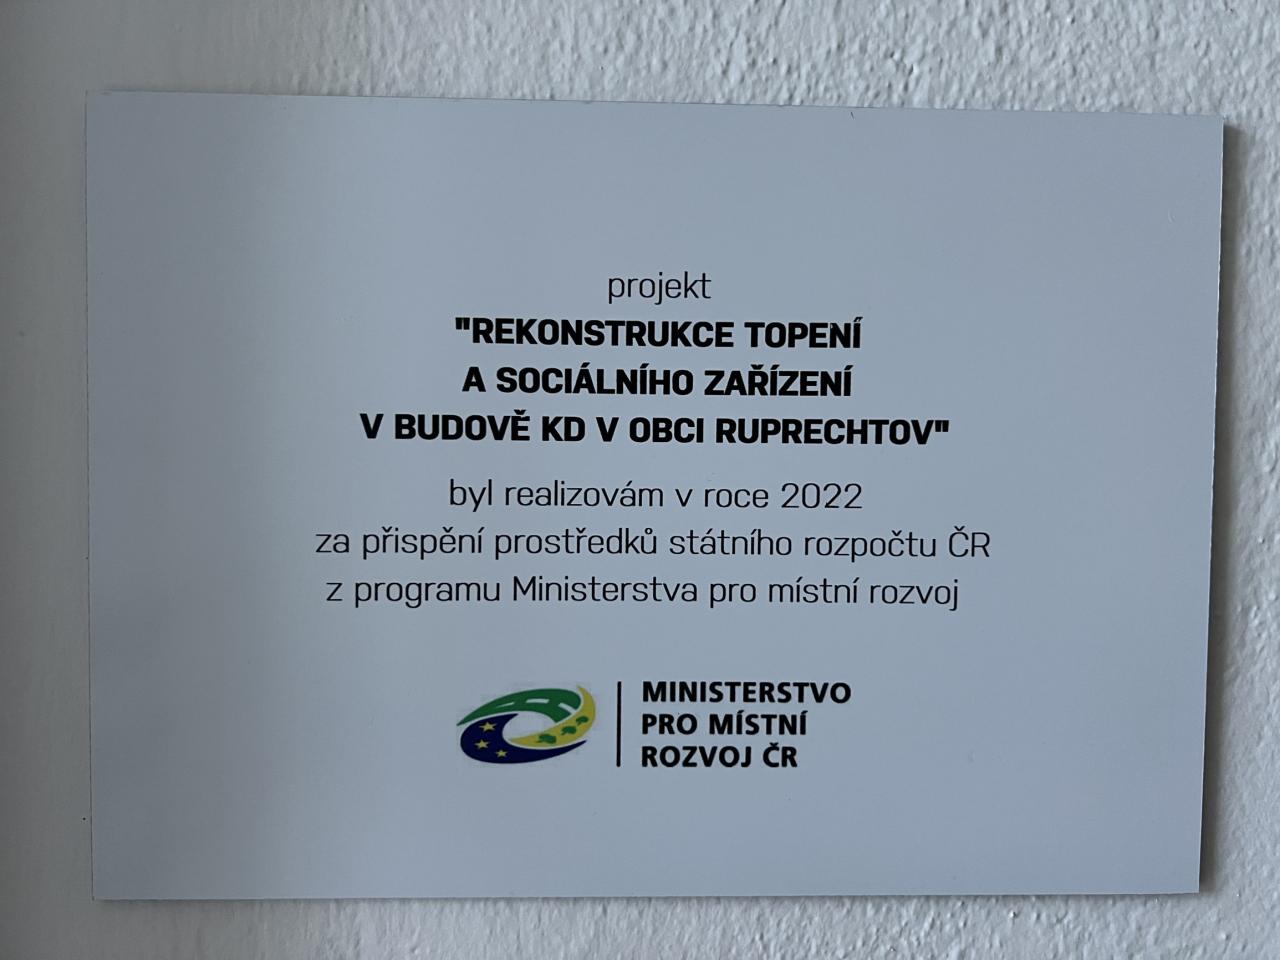 projekt
"REKONSTRUKCE TOPENÍ
A SOCIÁLNÍHO ZAŘÍZENÍ
V BUDOVĚ KD V OBCI RUPRECHTOV"
byl realizovám v roce 2022
za přispění prostředků státního rozpočtu ČR
z programu Ministerstva pro místní rozvoj
MINISTERSTVO
PRO MÍSTNÍ
ROZVOJ ČR